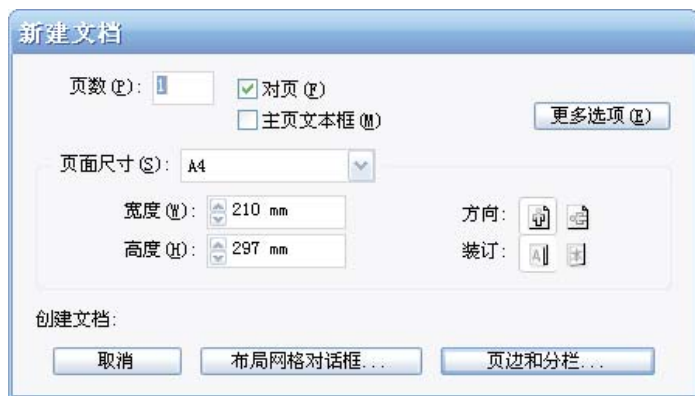 新建文档
页数(P): 1
对页(F)
主页文本框(M)
更多选项(E)
页面尺寸(S): A4
宽度(W): 210 mm
方向:
高度(H): 297 mm
装订:
创建文档:
取消
布局网格对话框...
页边和分栏...